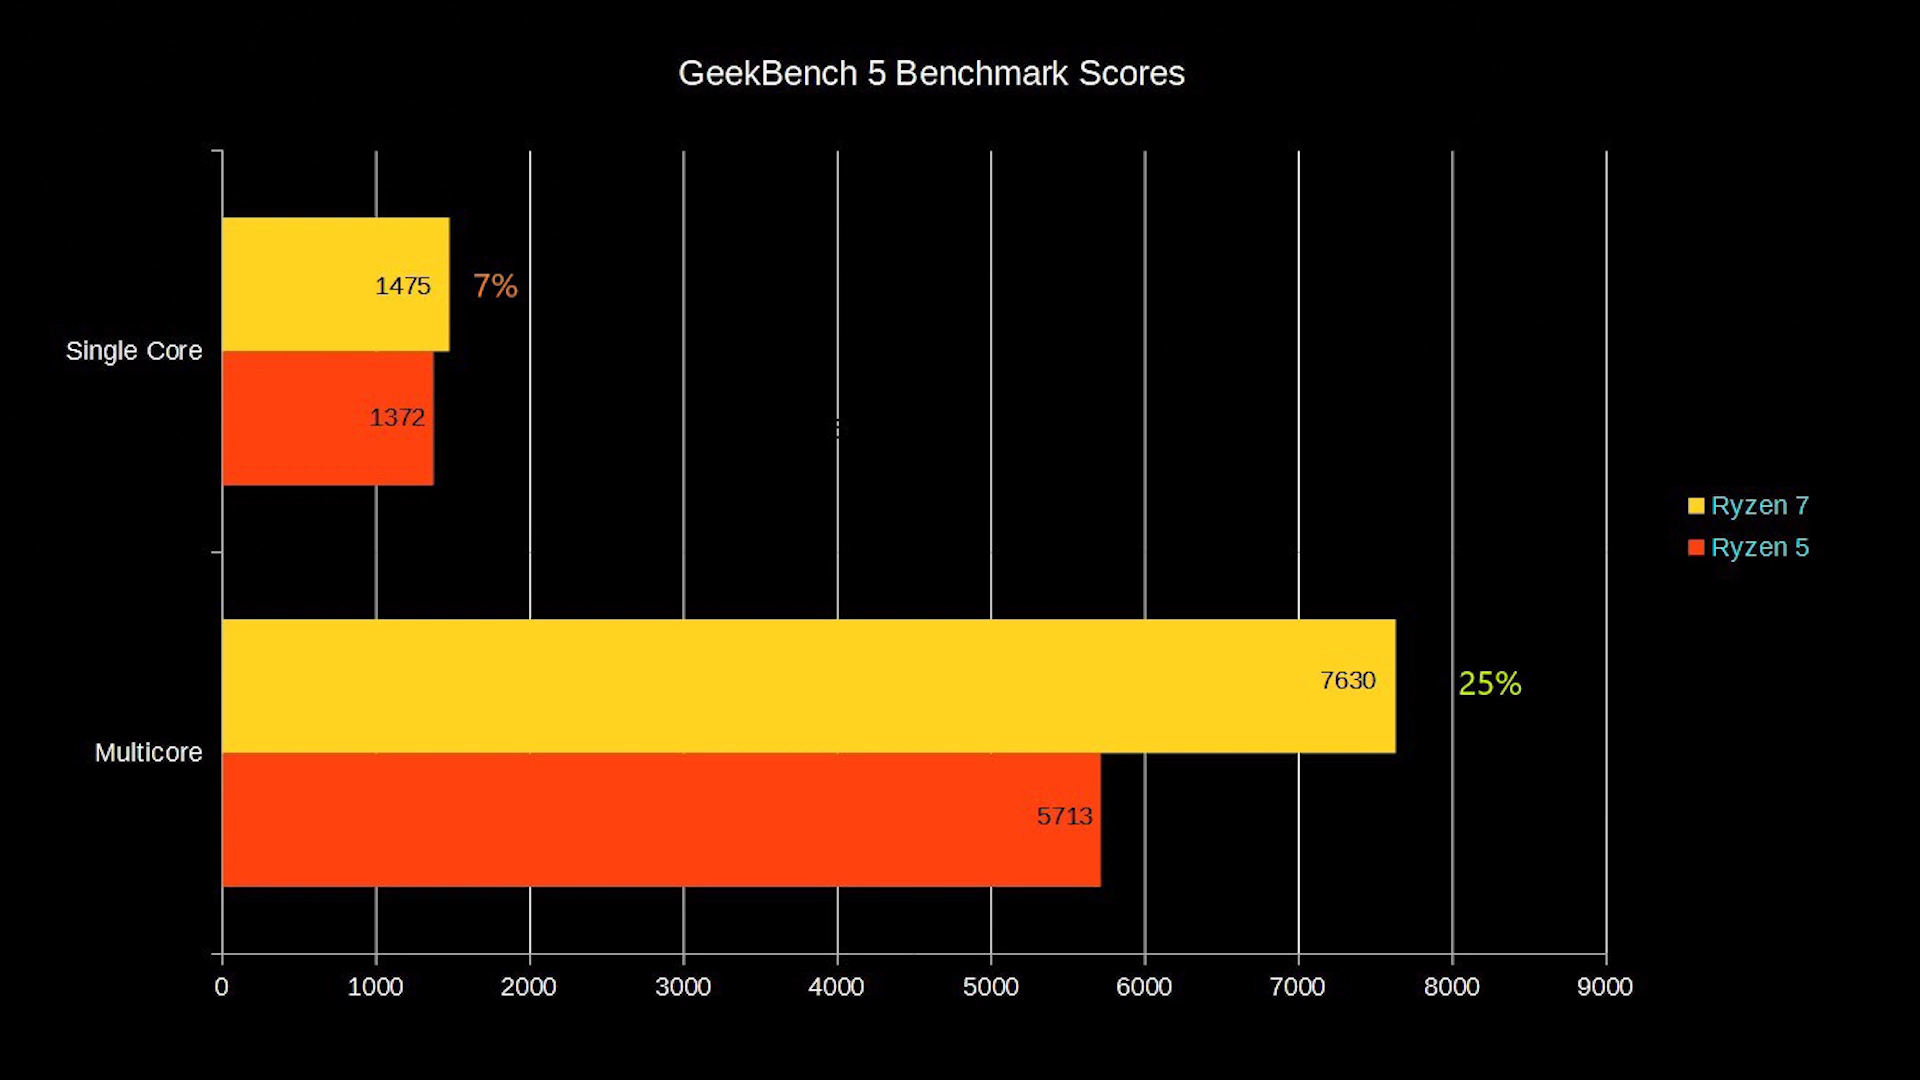 GeekBench 5 Benchmark Scores
1475 7%
Single Core
1372
Ryzen 7
Ryzen 5
7630 25%
Multicore
5713
0 1000 2000 3000 4000 5000 6000 7000 8000 9000